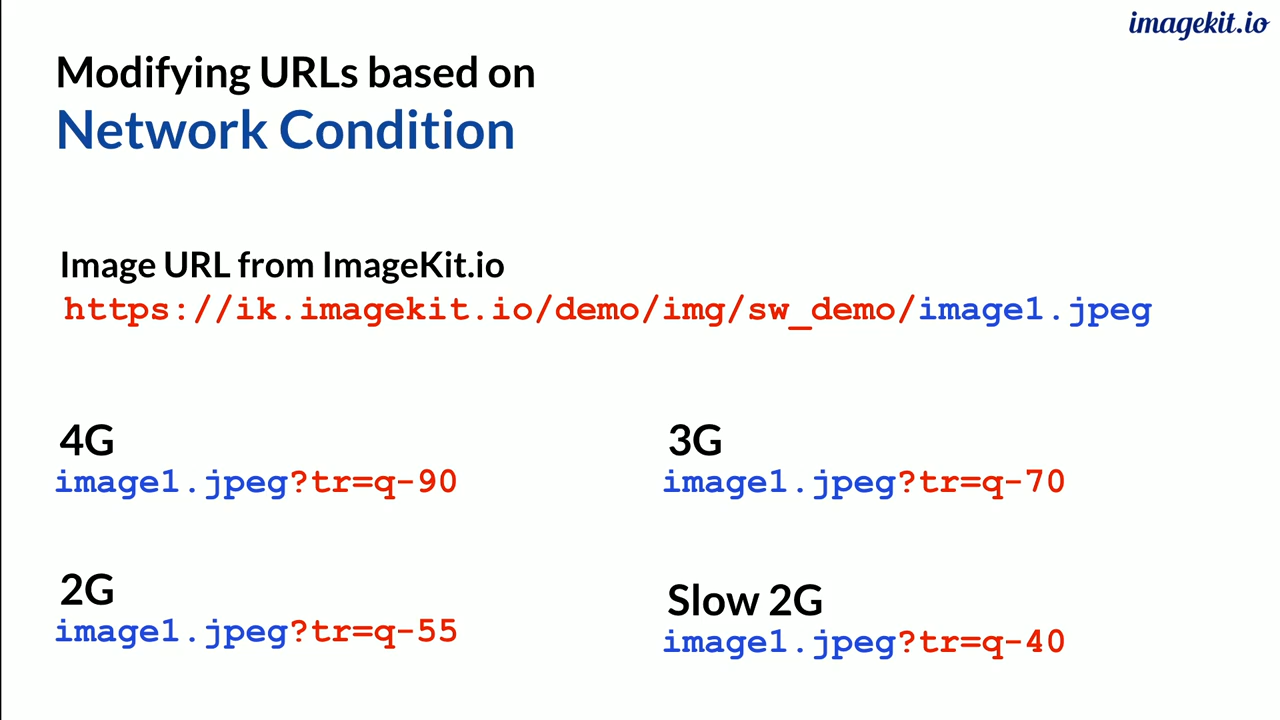 imagekit.io
Modifying URLs based on
Network Condition
Image URL from ImageKit.io
https://ik.imagekit.io/demo/img/sw_demo/image1.jpeg
4G
image1.jpeg?tr=q-90
3G
image1.jpeg?tr=q-70
2G
image1.jpeg?tr=q-55
Slow 2G
image1.jpeg?tr=q-40